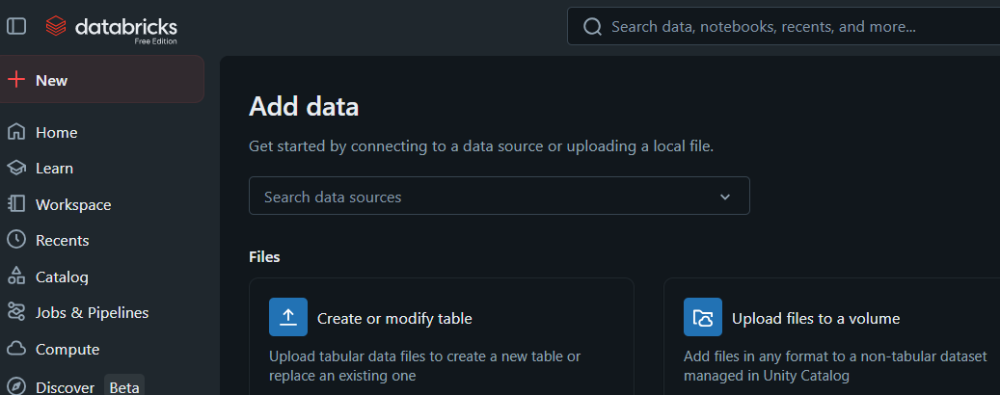 databricks
Free Edition
Search data, notebooks, recents, and more...
New
Home
Learn
Workspace
Recents
Catalog
Jobs & Pipelines
Compute
Discover Beta
Add data
Get started by connecting to a data source or uploading a local file.
Search data sources
Files
Create or modify table
Upload tabular data files to create a new table or
replace an existing one
Upload files to a volume
Add files in any format to a non-tabular dataset
managed in Unity Catalog